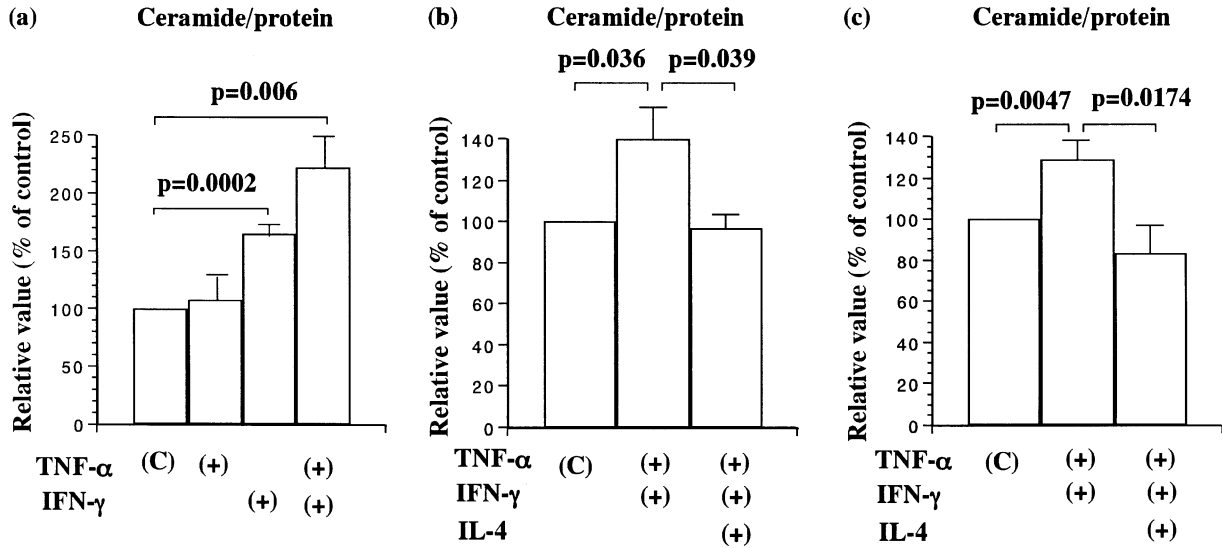 (a) Ceramide/protein
Relative value (% of control)
250
200
150
100
50
0
p=0.006
p=0.0002
TNF-α (C) (+) (+)
IFN-γ (+) (+)
(b) Ceramide/protein
Relative value (% of control)
140
120
100
80
60
40
20
0
p=0.036 p=0.039
TNF-α (C) (+) (+)
IFN-γ (+) (+)
IL-4 (+)
(c) Ceramide/protein
Relative value (% of control)
140
120
100
80
60
40
20
0
p=0.0047 p=0.0174
TNF-α (C) (+) (+)
IFN-γ (+) (+)
IL-4 (+)